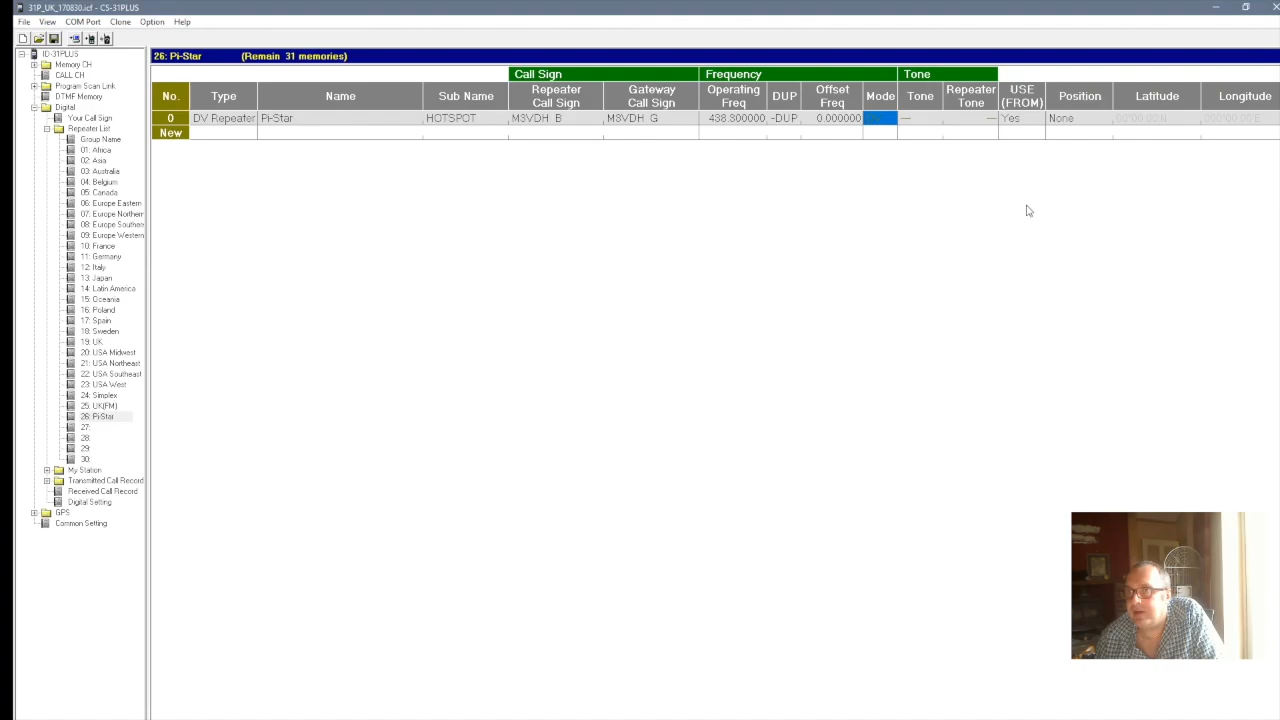 31P_UK_170830.icf - CS-31PLUS
File View COM Port Clone Option Help
ID-31PLUS
Memory CH
CALL CH
Program Scan Link
DTMF Memory
Digital
Your Call Sign
Repeater List
Group Name
01: Africa
02: Asia
03: Australia
04: Belgium
05: Canada
06: Europe Eastern
07: Europe Northern
08: Europe Southern
09: Europe Western
10: France
11: Germany
12: Italy
13: Japan
14: Latin America
15: Oceania
16: Poland
17: Spain
18: Sweden
19: UK
20: USA Midwest
21: USA Northeast
22: USA Southeast
23: USA West
24: Simplex
25: UK(FM)
26: Pi-Star
27:
28:
29:
30:
My Station
Transmitted Call Record
Received Call Record
Digital Setting
GPS
Common Setting
26: Pi-Star (Remain 31 memories)
Call Sign Frequency Tone
No. Type Name Sub Name Repeater Call Sign Gateway Call Sign Operating Freq DUP Offset Freq Mode Tone Repeater Tone USE (FROM) Position Latitude Longitude
0 DV Repeater Pi-Star HOTSPOT M3VDH B M3VDH G 438.800000 -DUP 0.000000 — — Yes None 00°00.00 N 000°00.00 E
New